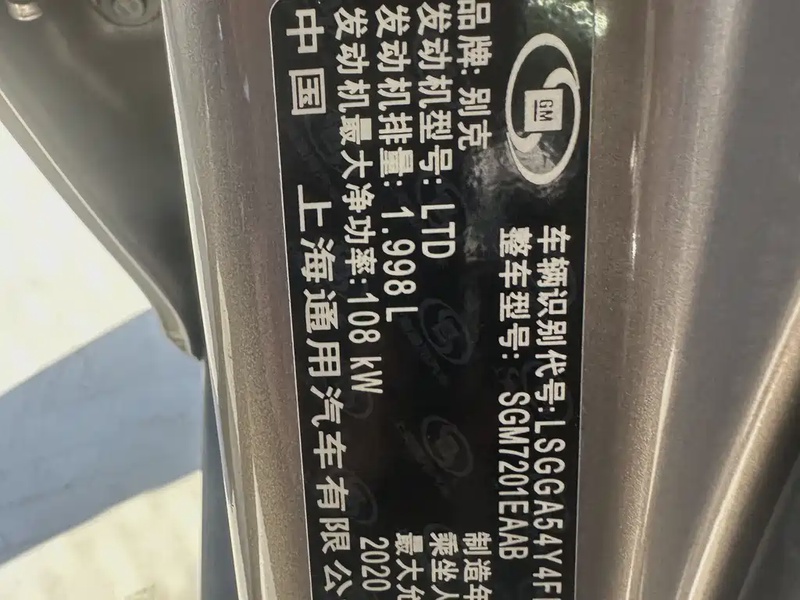 GM
车辆识别代号:LSGGA54Y4F
整车型号:SGM7201EAAB
品牌:别克
发动机型号:LTD
制造年
发动机排量:1.998L
乘坐人
发动机最大净功率:108kW
最大允
2020
中国 上海通用汽车有限公